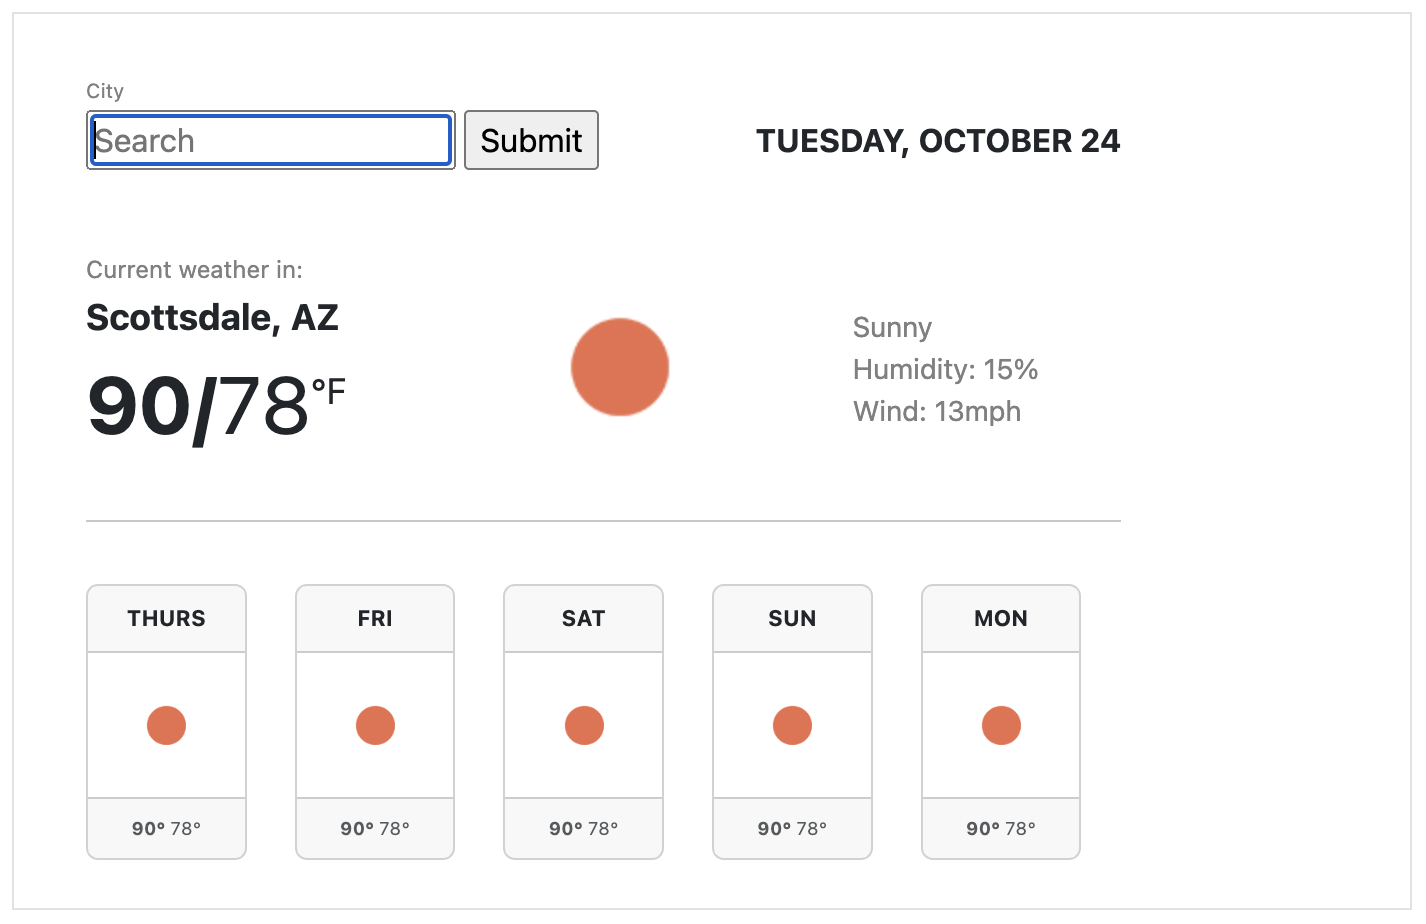 City
Search
Submit
TUESDAY, OCTOBER 24
Current weather in:
Scottsdale, AZ
90/78°F
Sunny
Humidity: 15%
Wind: 13mph
THURS
90° 78°
FRI
90° 78°
SAT
90° 78°
SUN
90° 78°
MON
90° 78°